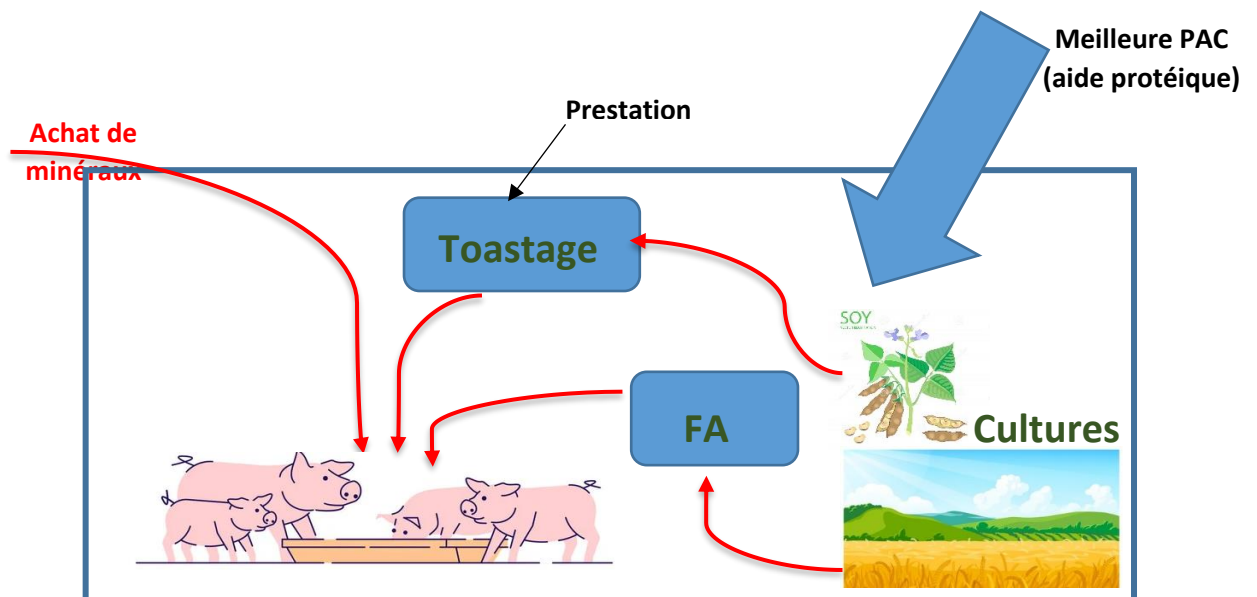 Meilleure PAC
(aide protéique)
Prestation
Achat de
minéraux
Toastage
SOY
FA
Cultures